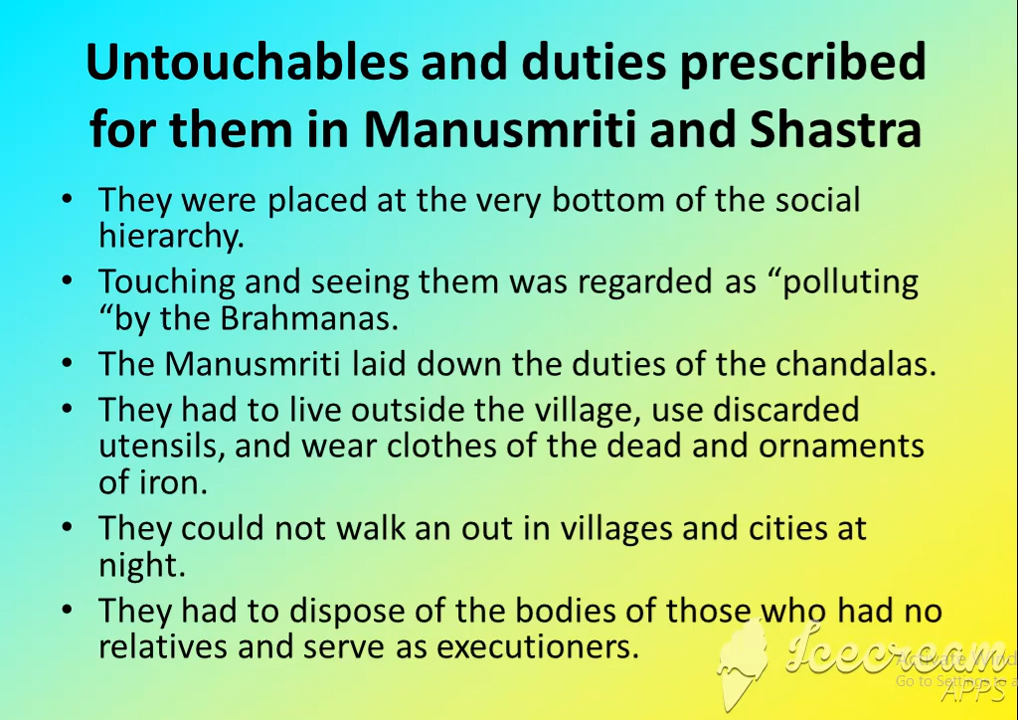 Untouchables and duties prescribed
for them in Manusmriti and Shastra
• They were placed at the very bottom of the social
hierarchy.
• Touching and seeing them was regarded as “polluting
“by the Brahmanas.
• The Manusmriti laid down the duties of the chandalas.
• They had to live outside the village, use discarded
utensils, and wear clothes of the dead and ornaments
of iron.
• They could not walk an out in villages and cities at
night.
• They had to dispose of the bodies of those who had no
relatives and serve as executioners.
Icecream
APPS
Activate
Go to Settings to